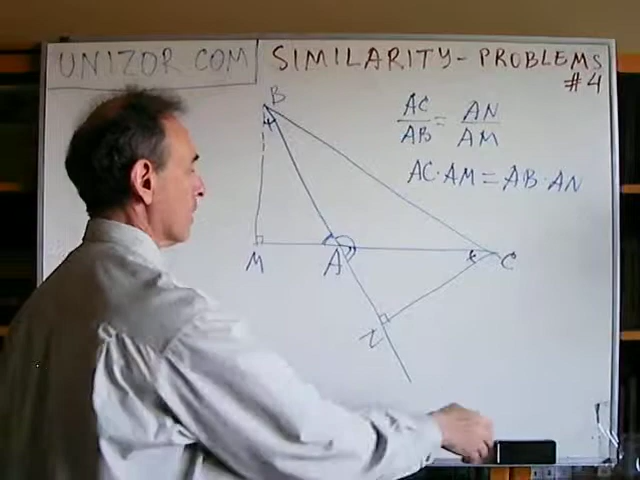 UNIZOR.COM
SIMILARITY - PROBLEMS
#4
B
AC/AB = AN/AM
AC·AM = AB·AN
M
A
C
N